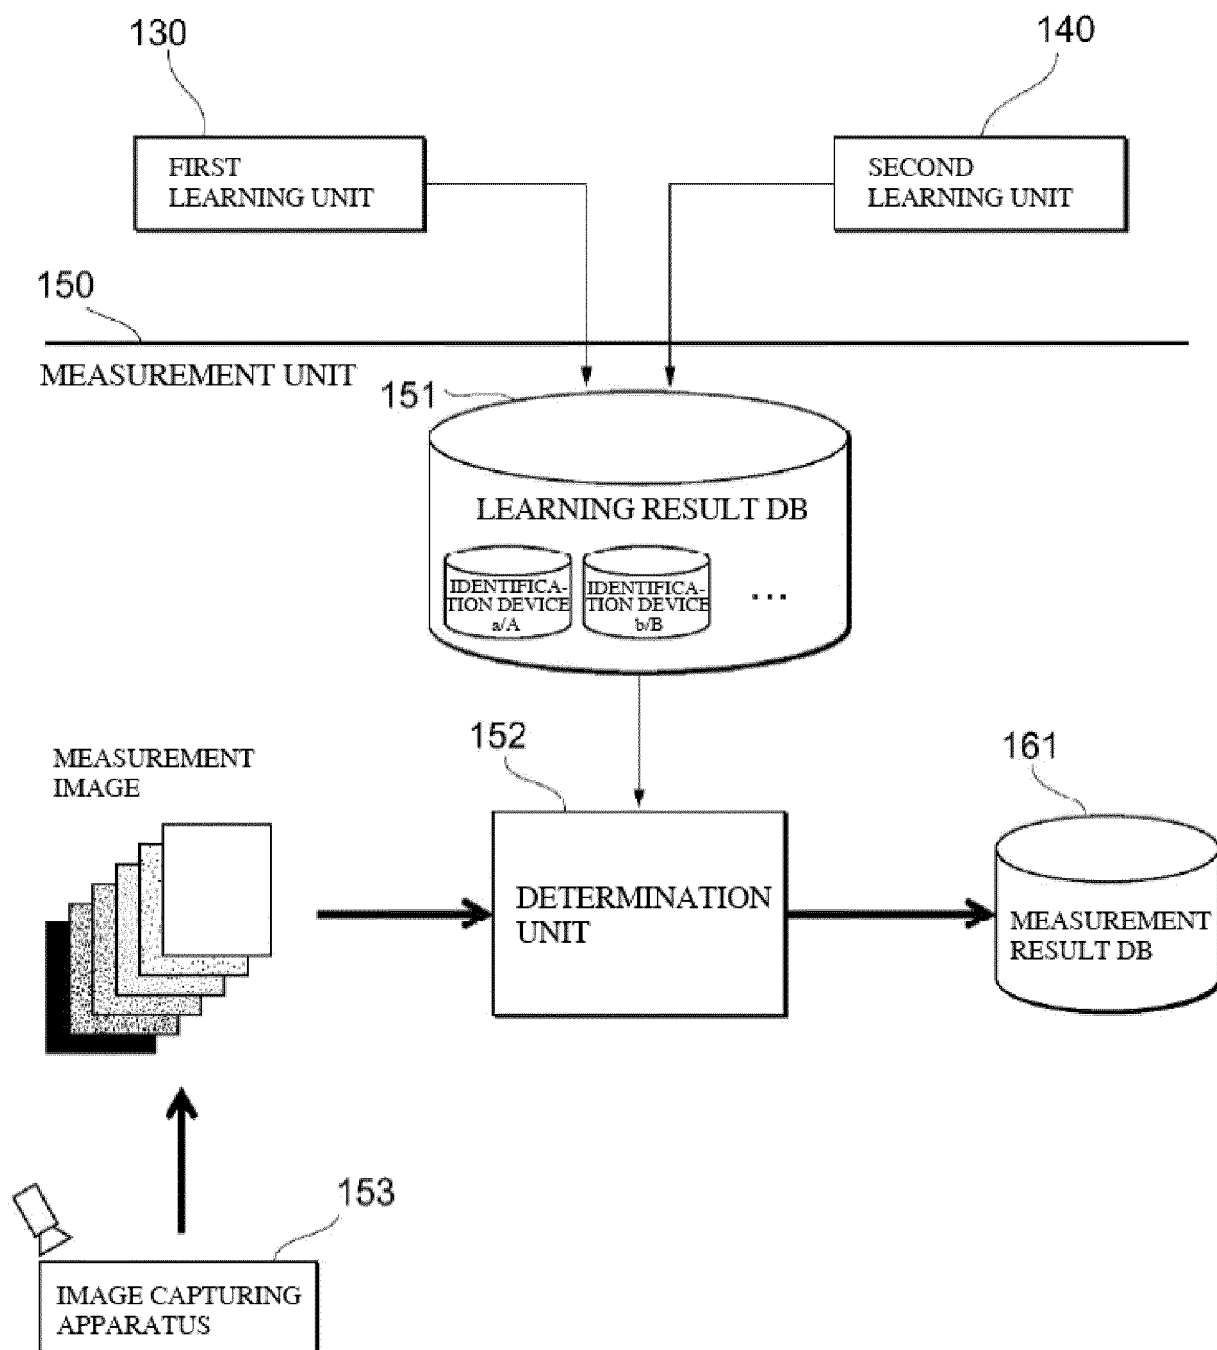 130
140
FIRST
LEARNING UNIT
SECOND
LEARNING UNIT
150
MEASUREMENT UNIT
151
LEARNING RESULT DB
IDENTIFICA-
TION DEVICE
a/A
IDENTIFICA-
TION DEVICE
b/B
...
MEASUREMENT
IMAGE
152
161
DETERMINATION
UNIT
MEASUREMENT
RESULT DB
153
IMAGE CAPTURING
APPARATUS